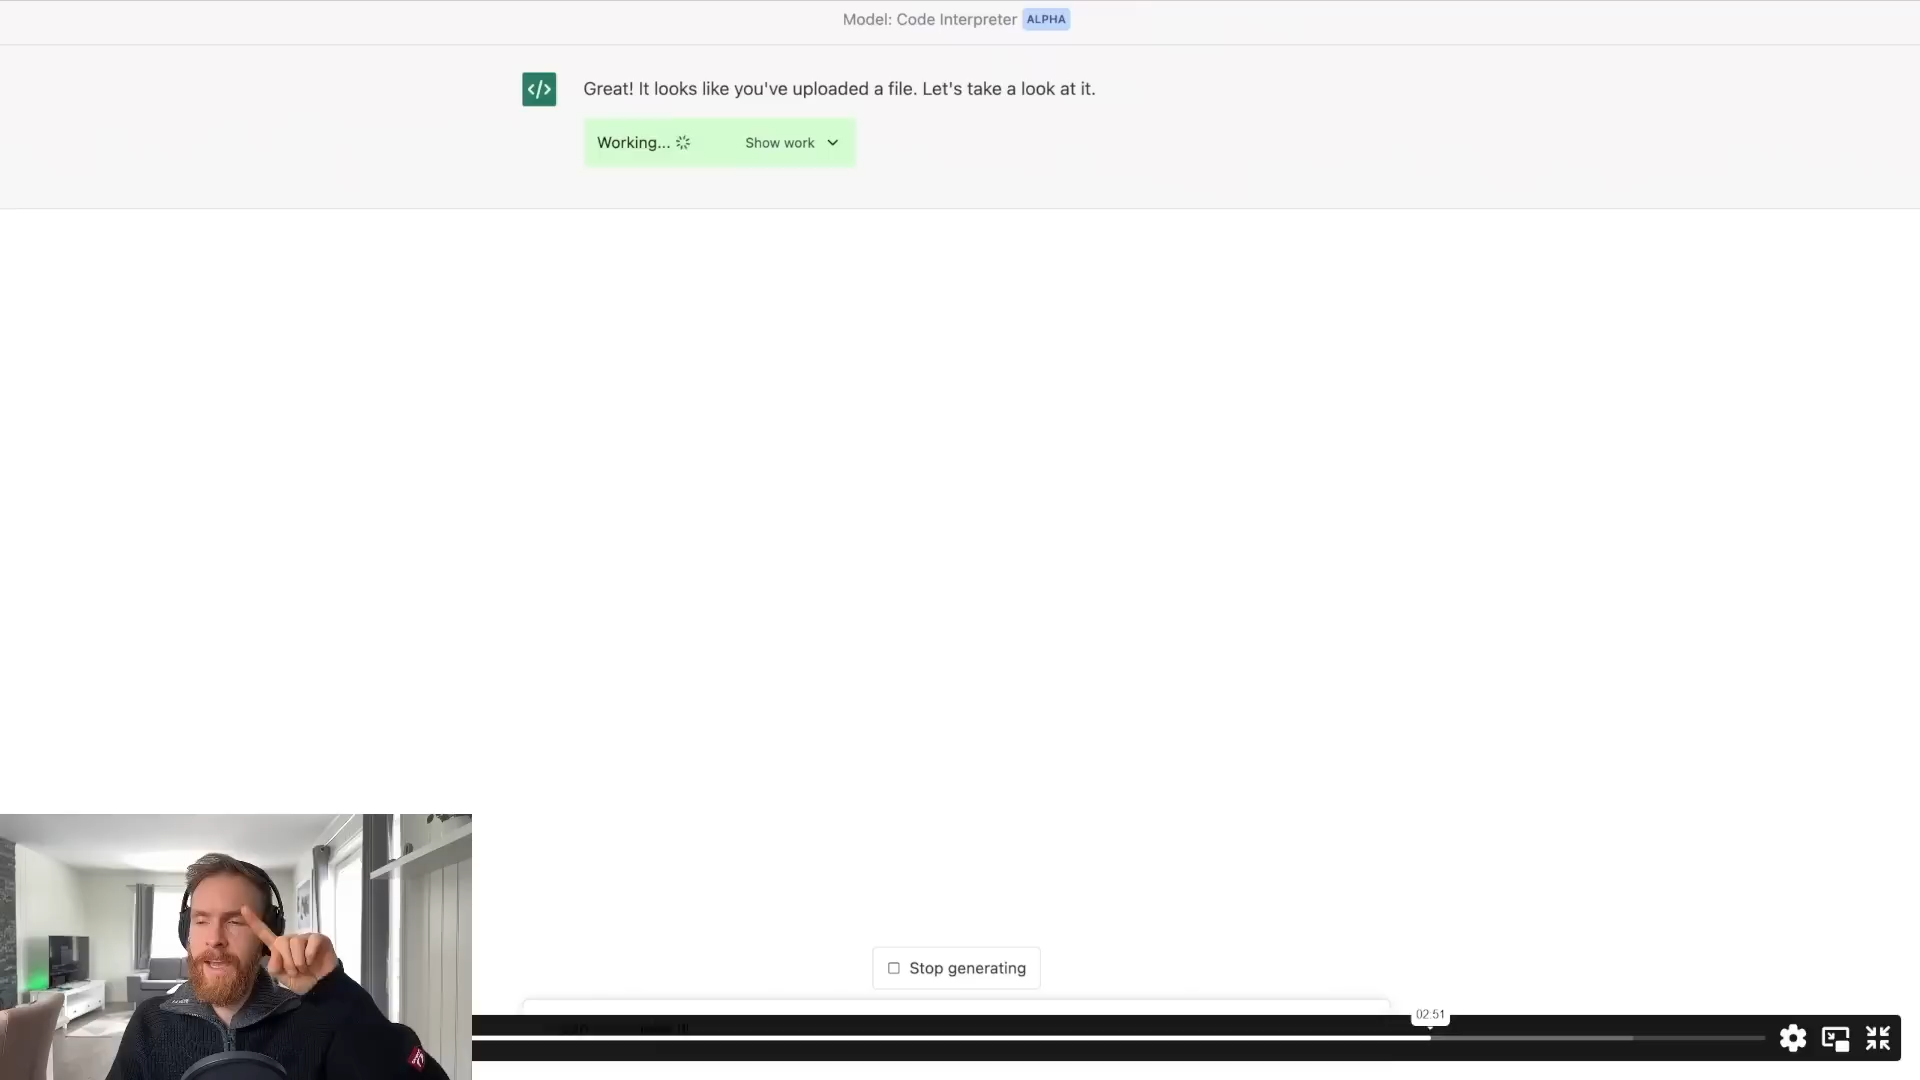 Model: Code Interpreter ALPHA
</> Great! It looks like you've uploaded a file. Let's take a look at it.
Working... Show work
Stop generating
02:51